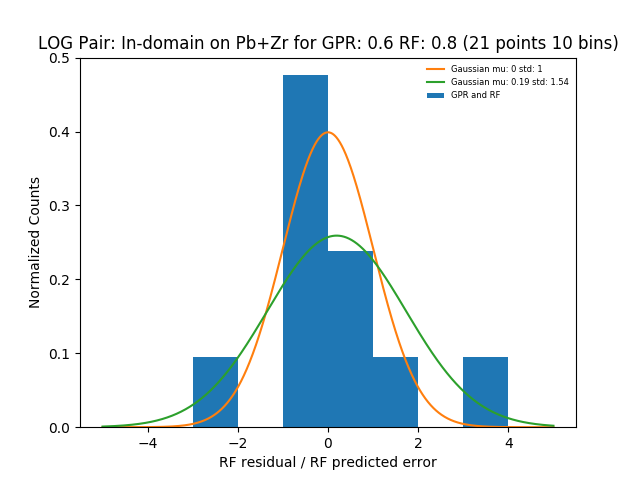 LOG Pair: In-domain on Pb+Zr for GPR: 0.6 RF: 0.8 (21 points 10 bins)
Gaussian mu: 0 std: 1
Gaussian mu: 0.19 std: 1.54
GPR and RF
Normalized Counts
0.5
0.4
0.3
0.2
0.1
0.0
−4 −2 0 2 4
RF residual / RF predicted error